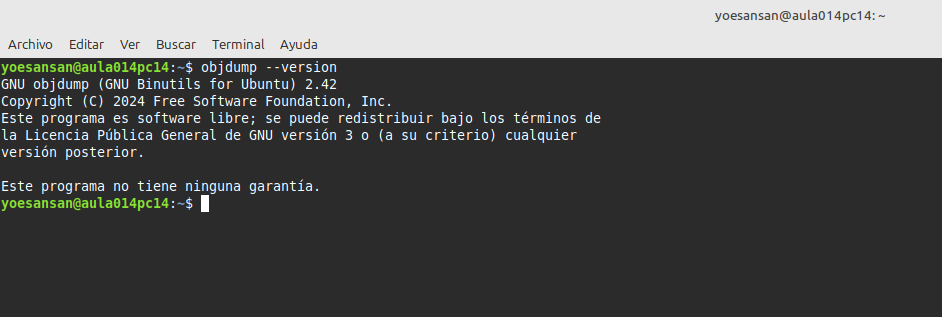 yoesansan@aula014pc14: ~
Archivo Editar Ver Buscar Terminal Ayuda
yoesansan@aula014pc14:~$ objdump --version
GNU objdump (GNU Binutils for Ubuntu) 2.42
Copyright (C) 2024 Free Software Foundation, Inc.
Este programa es software libre; se puede redistribuir bajo los términos de
la Licencia Pública General de GNU versión 3 o (a su criterio) cualquier
versión posterior.
Este programa no tiene ninguna garantía.
yoesansan@aula014pc14:~$